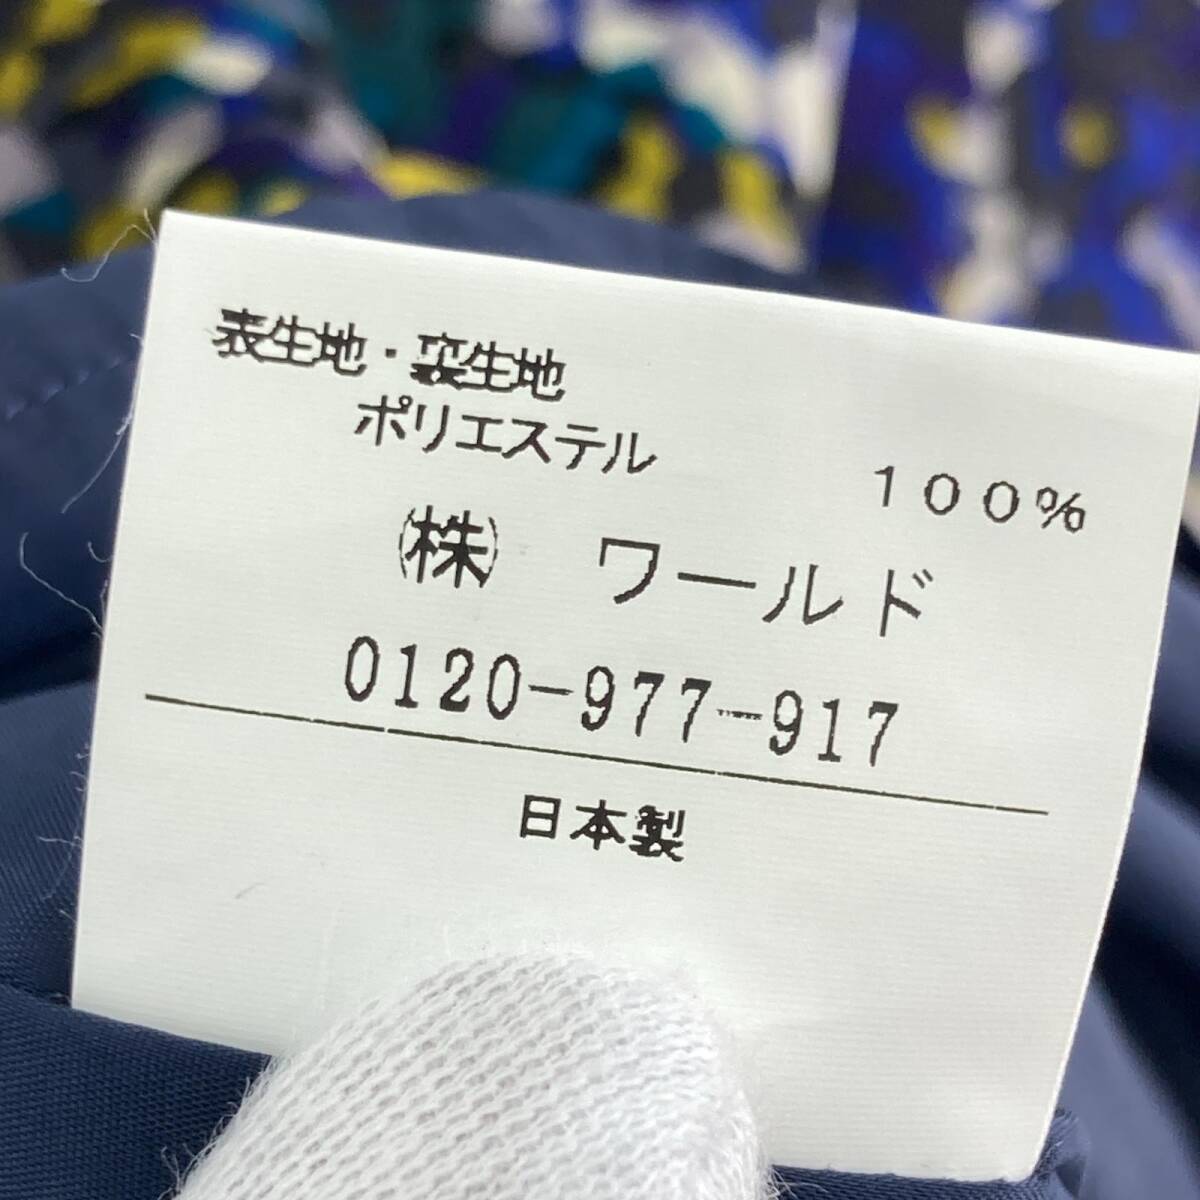 表生地・裏生地
ポリエステル 100%
(株) ワールド
0120-977-917
日本製